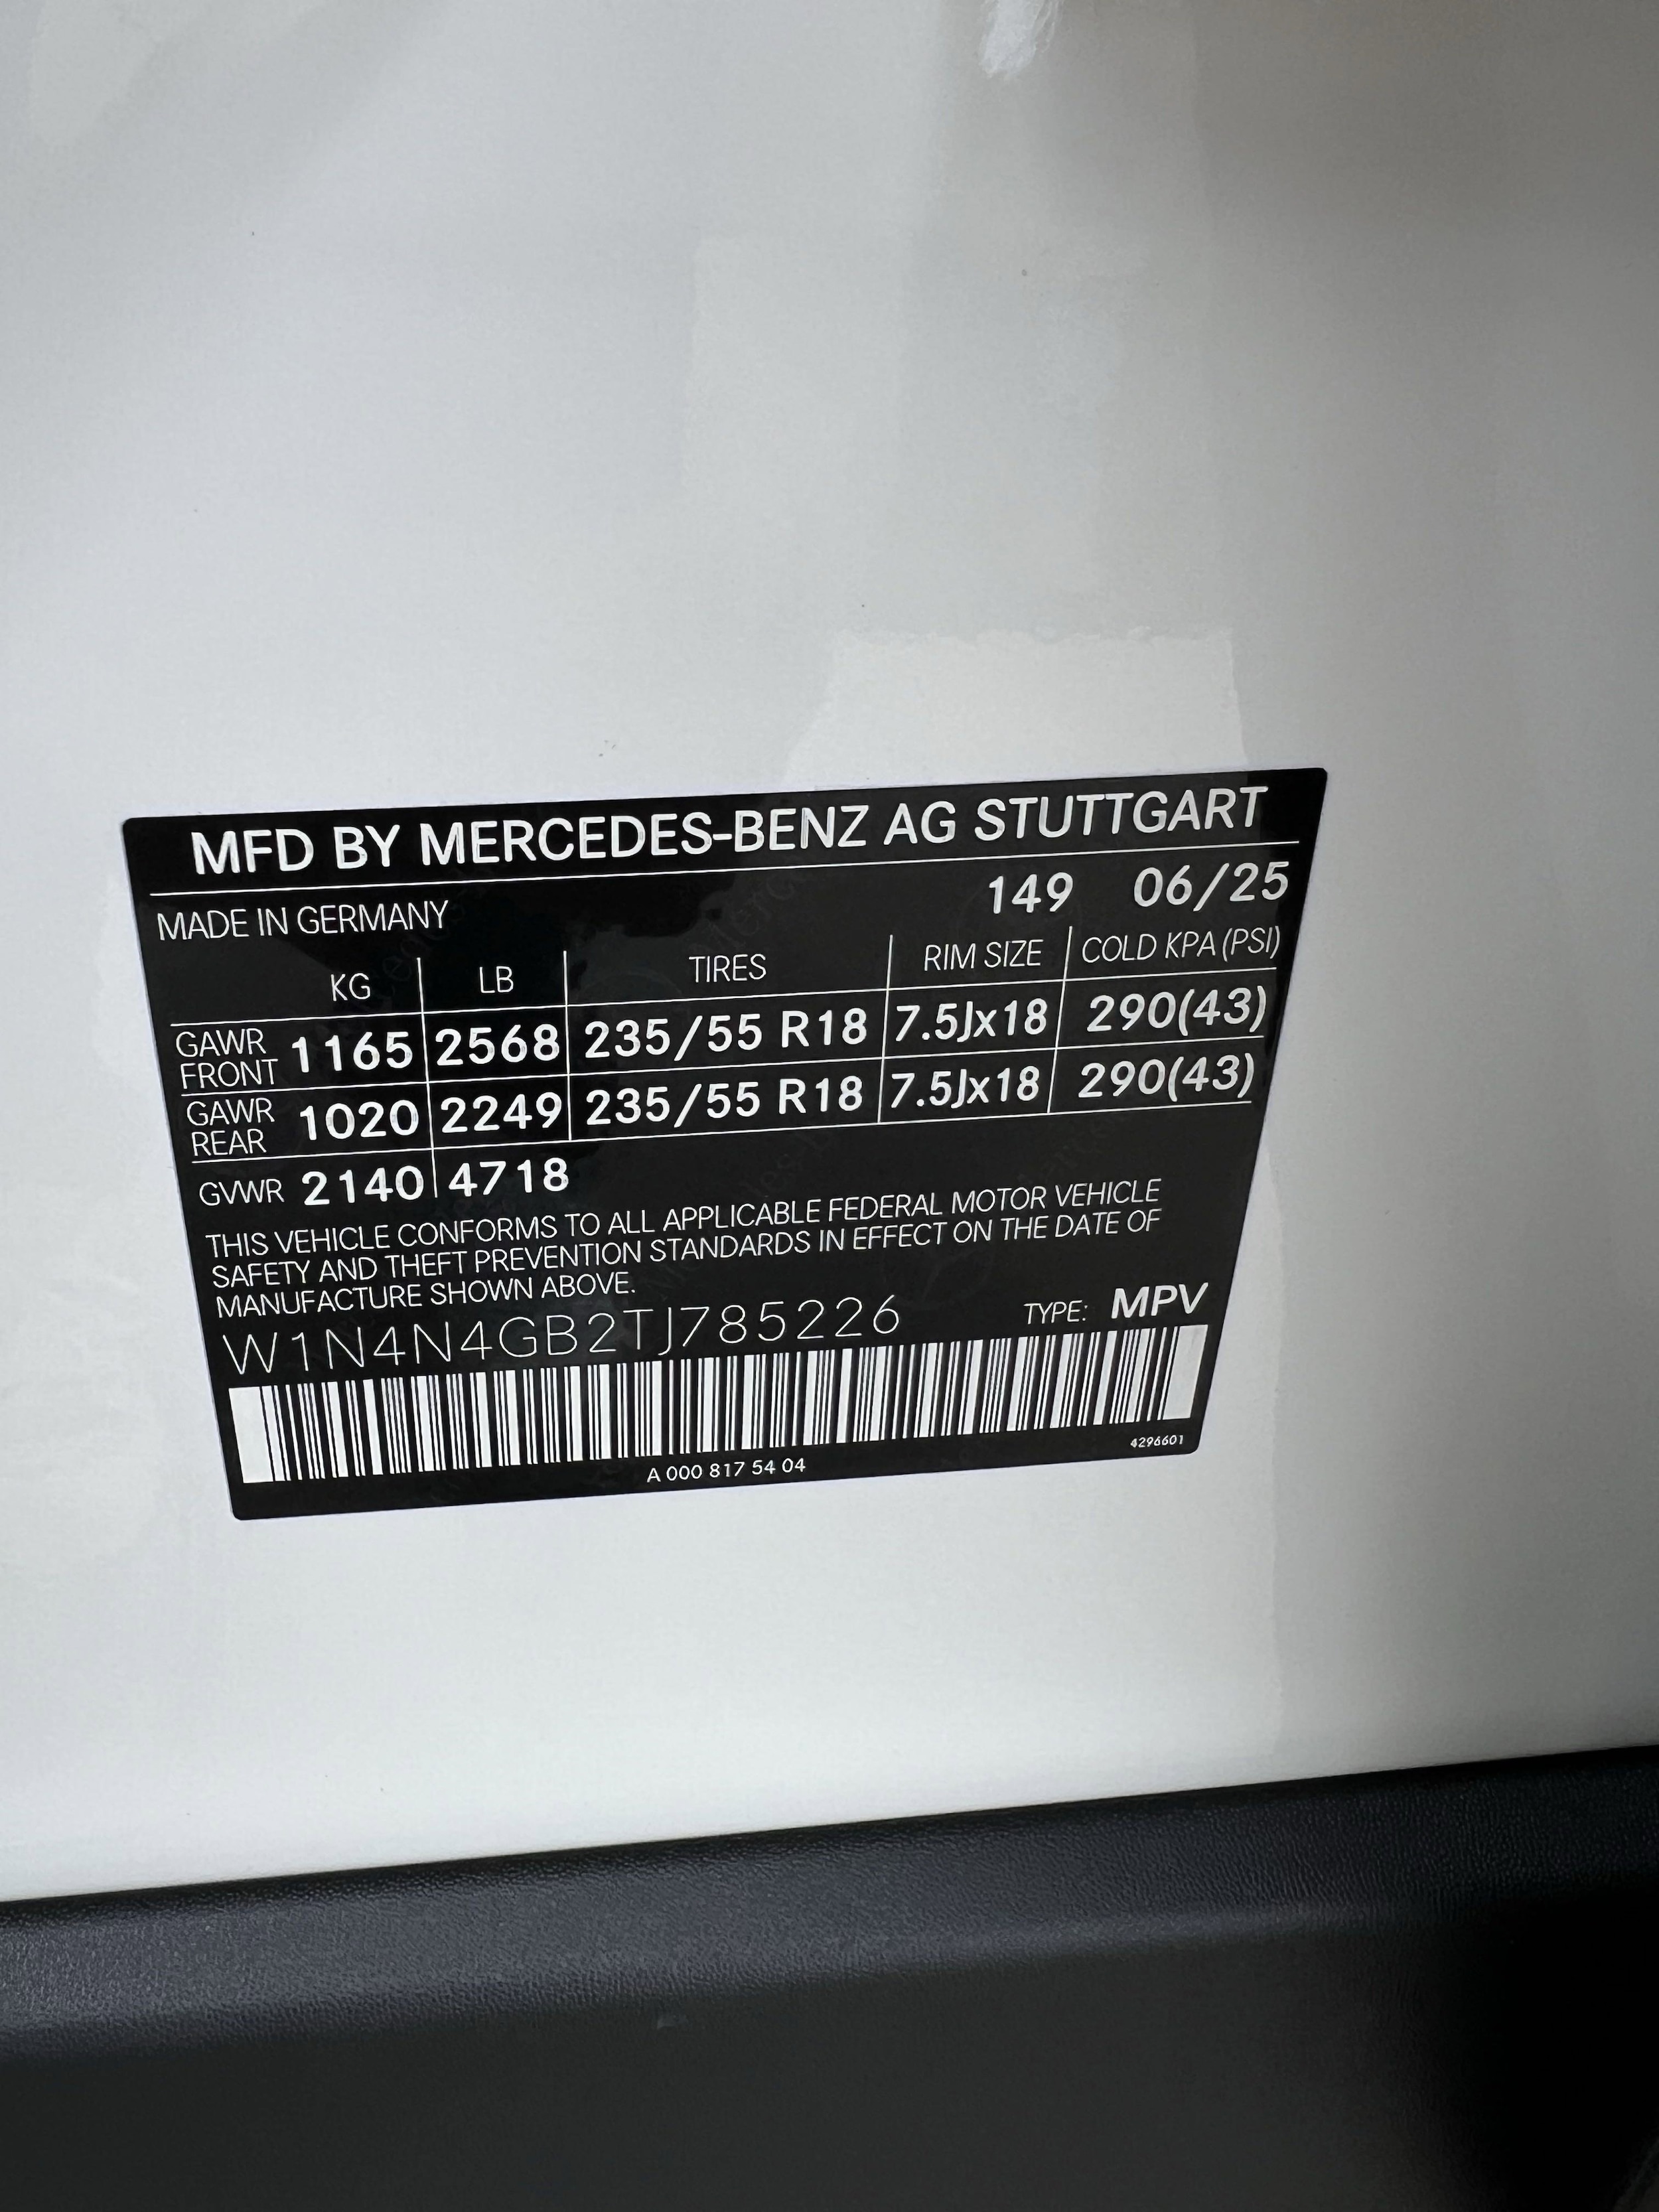 MFD BY MERCEDES-BENZ AG STUTTGART
MADE IN GERMANY 149 06/25
KG LB TIRES RIM SIZE COLD KPA (PSI)
GAWR FRONT 1165 2568 235/55 R18 7.5Jx18 290(43)
GAWR REAR 1020 2249 235/55 R18 7.5Jx18 290(43)
GVWR 2140 4718
THIS VEHICLE CONFORMS TO ALL APPLICABLE FEDERAL MOTOR VEHICLE
SAFETY AND THEFT PREVENTION STANDARDS IN EFFECT ON THE DATE OF
MANUFACTURE SHOWN ABOVE.
W1N4N4GB2TJ785226 TYPE: MPV
4296601
A 000 817 54 04